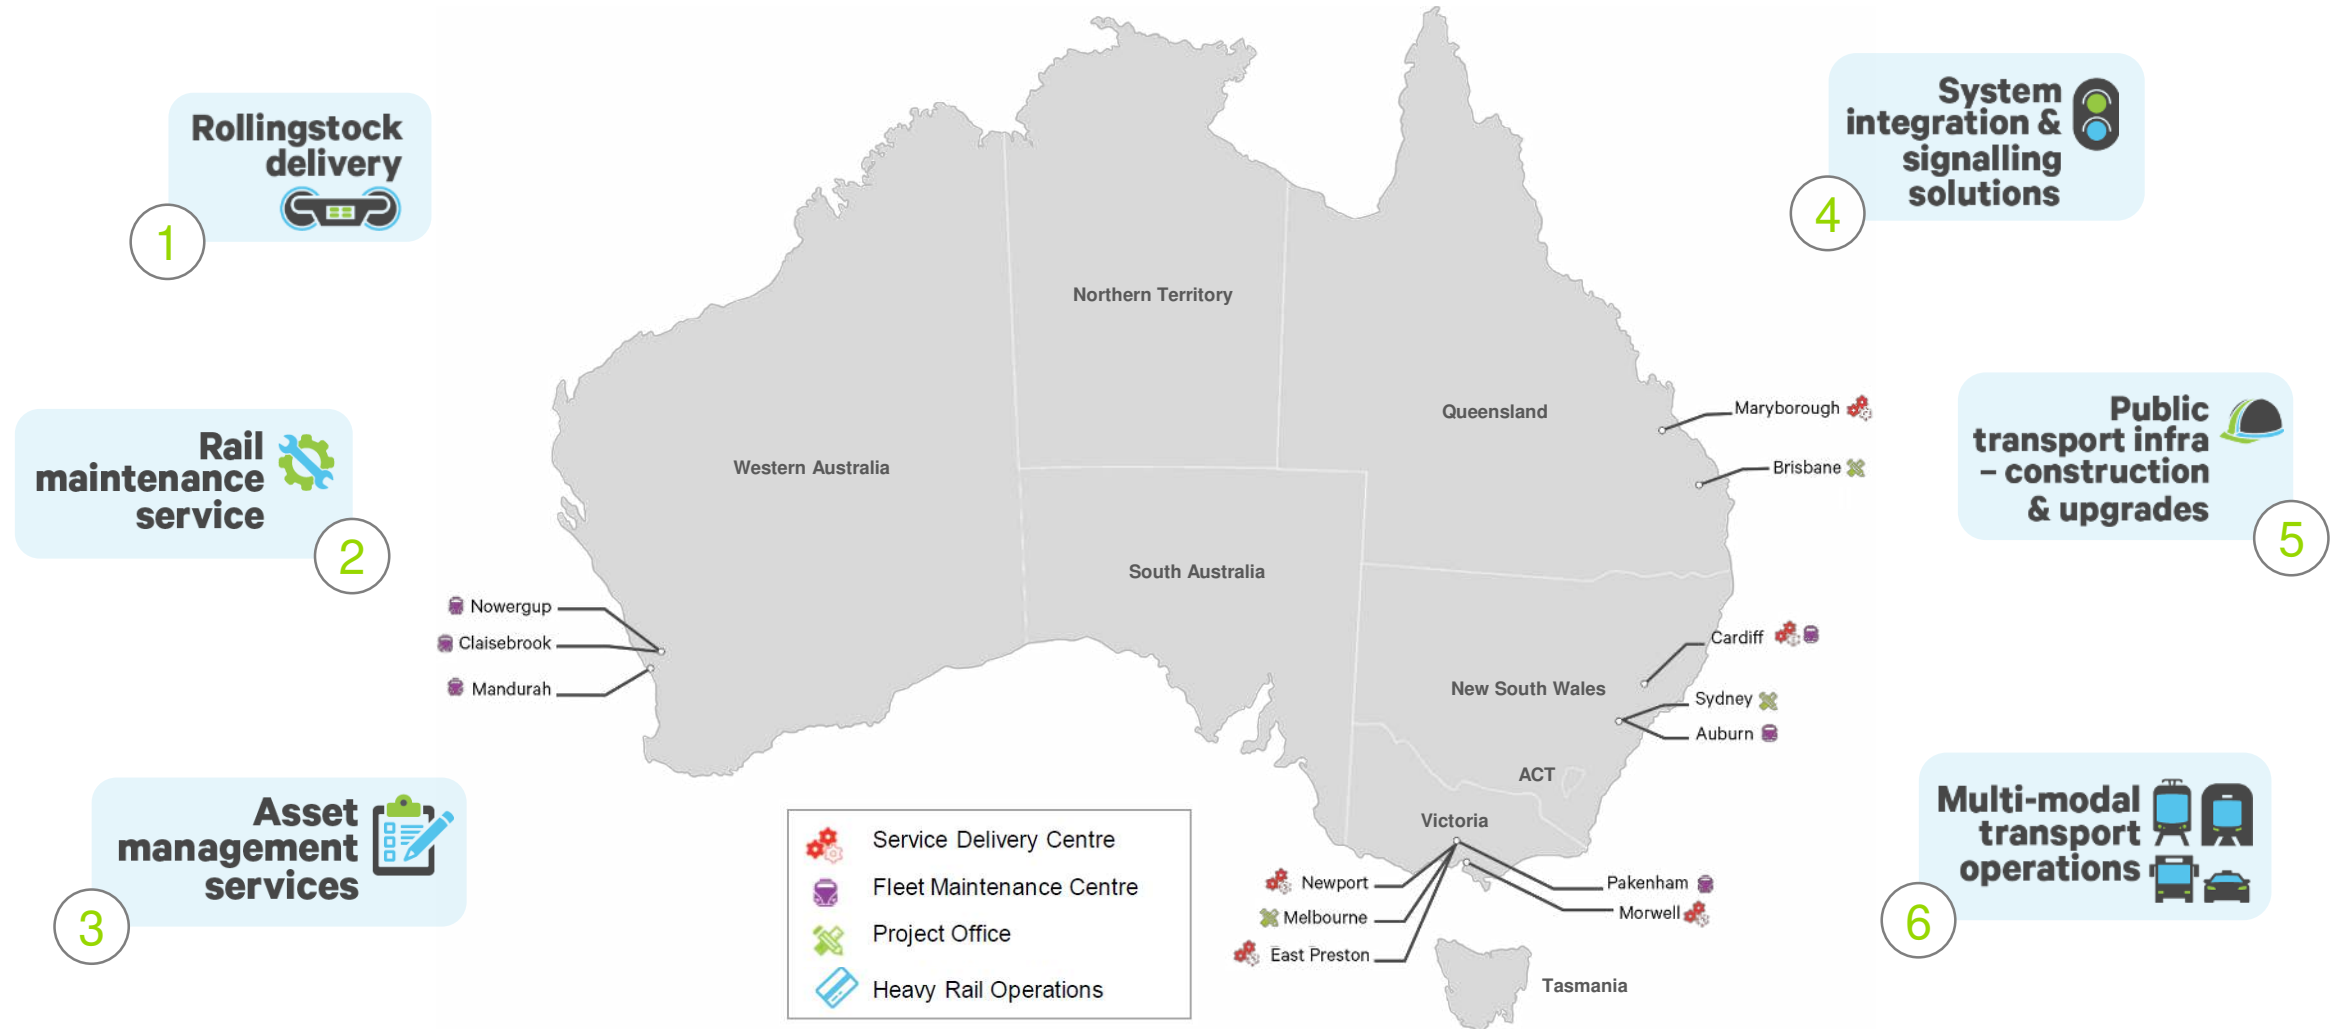 Rollingstock
delivery
1
Rail
maintenance
service
2
Asset
management
services
3
System
integration &
signalling
solutions
4
Public
transport infra
– construction
& upgrades
5
Multi-modal
transport
operations
6
Northern Territory
Queensland
Western Australia
South Australia
New South Wales
ACT
Victoria
Tasmania
Maryborough
Brisbane
Nowergup
Claisebrook
Mandurah
Cardiff
Sydney
Auburn
Newport
Melbourne
East Preston
Pakenham
Morwell
Service Delivery Centre
Fleet Maintenance Centre
Project Office
Heavy Rail Operations